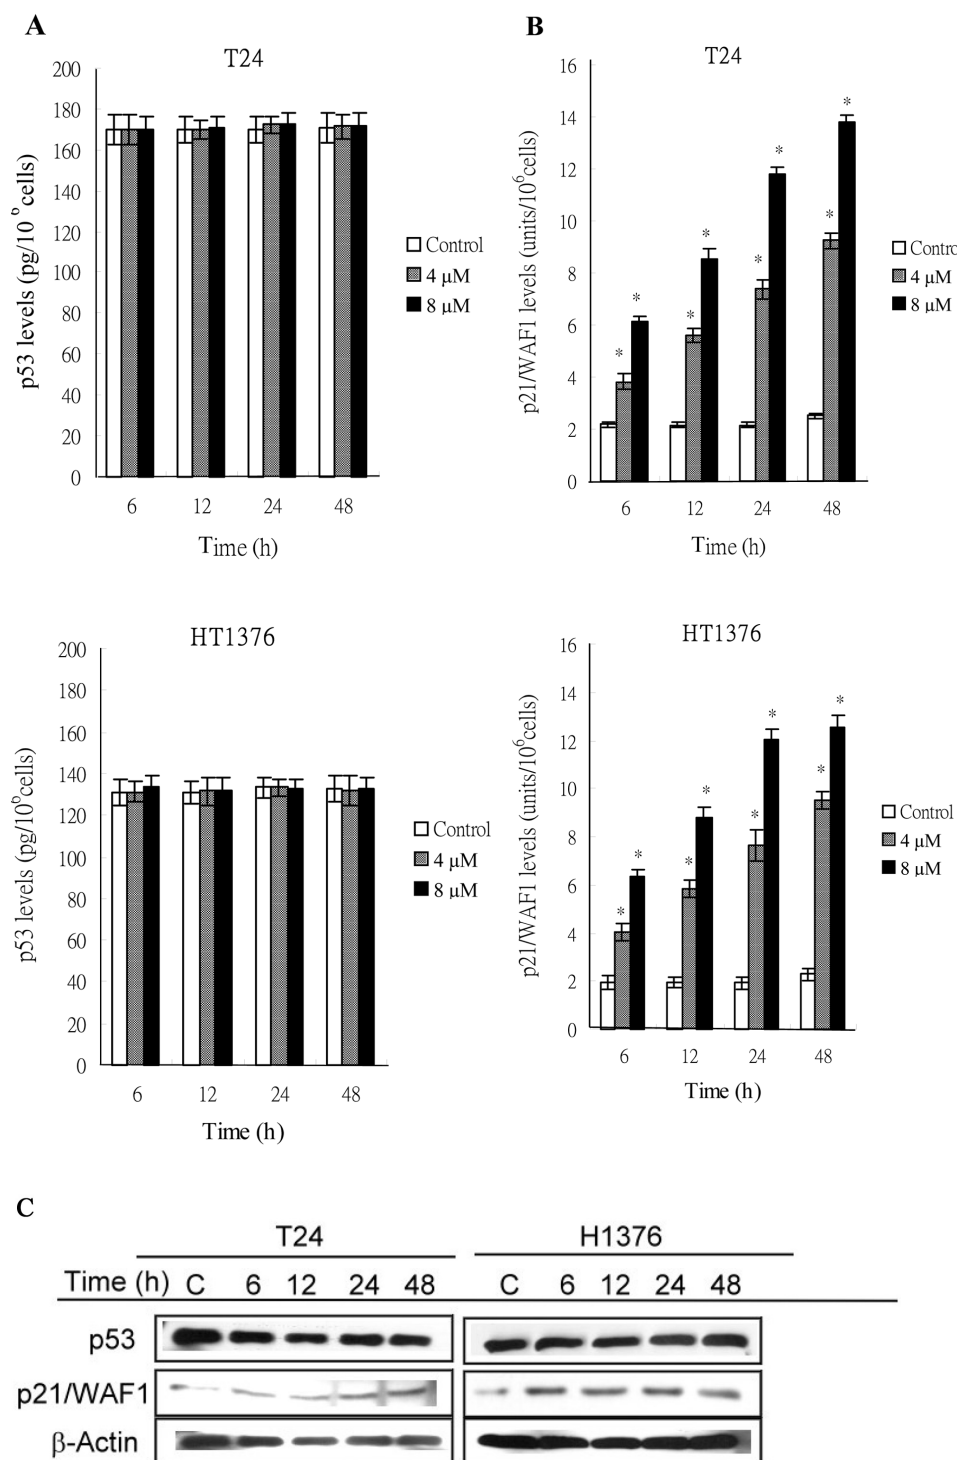 A
T24
p53 levels (pg/10⁶cells)
200
180
160
140
120
100
80
60
40
20
0
6 12 24 48
Time (h)
Control
4 μM
8 μM
B
T24
p21/WAF1 levels (units/10⁶cells)
16
14
12
10
8
6
4
2
0
* * * * * * * *
6 12 24 48
Time (h)
Contro
4 μM
8 μM
HT1376
p53 levels (pg/10⁶cells)
200
180
160
140
120
100
80
60
40
20
0
6 12 24 48
Time (h)
Control
4 μM
8 μM
HT1376
p21/WAF1 levels (units/10⁶cells)
16
14
12
10
8
6
4
2
0
* * * * * * * *
6 12 24 48
Time (h)
Control
4 μM
8 μM
C
T24 H1376
Time (h) C 6 12 24 48 C 6 12 24 48
p53
p21/WAF1
β-Actin